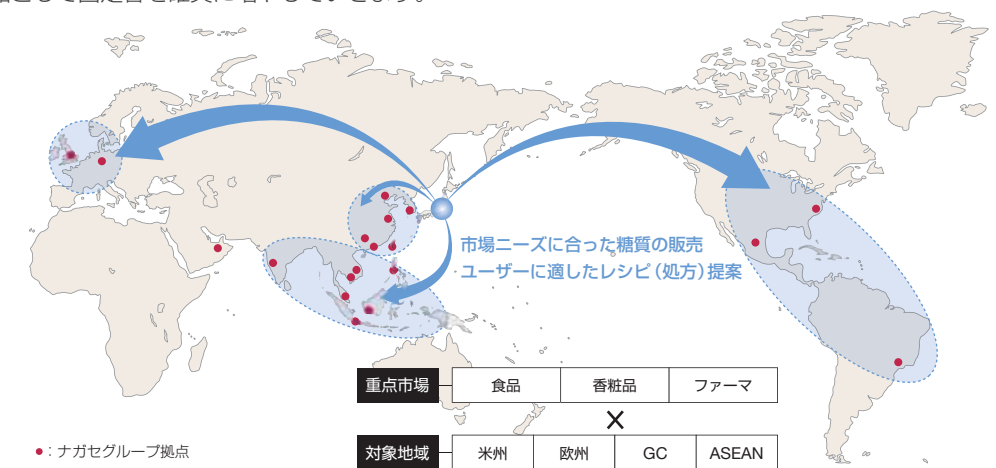 市場ニーズに合った糖質の販売
ユーザーに適したレシピ(処方)提案
重点市場 食品 香粧品 ファーマ
×
対象地域 米州 欧州 GC ASEAN
●:ナガセグループ拠点